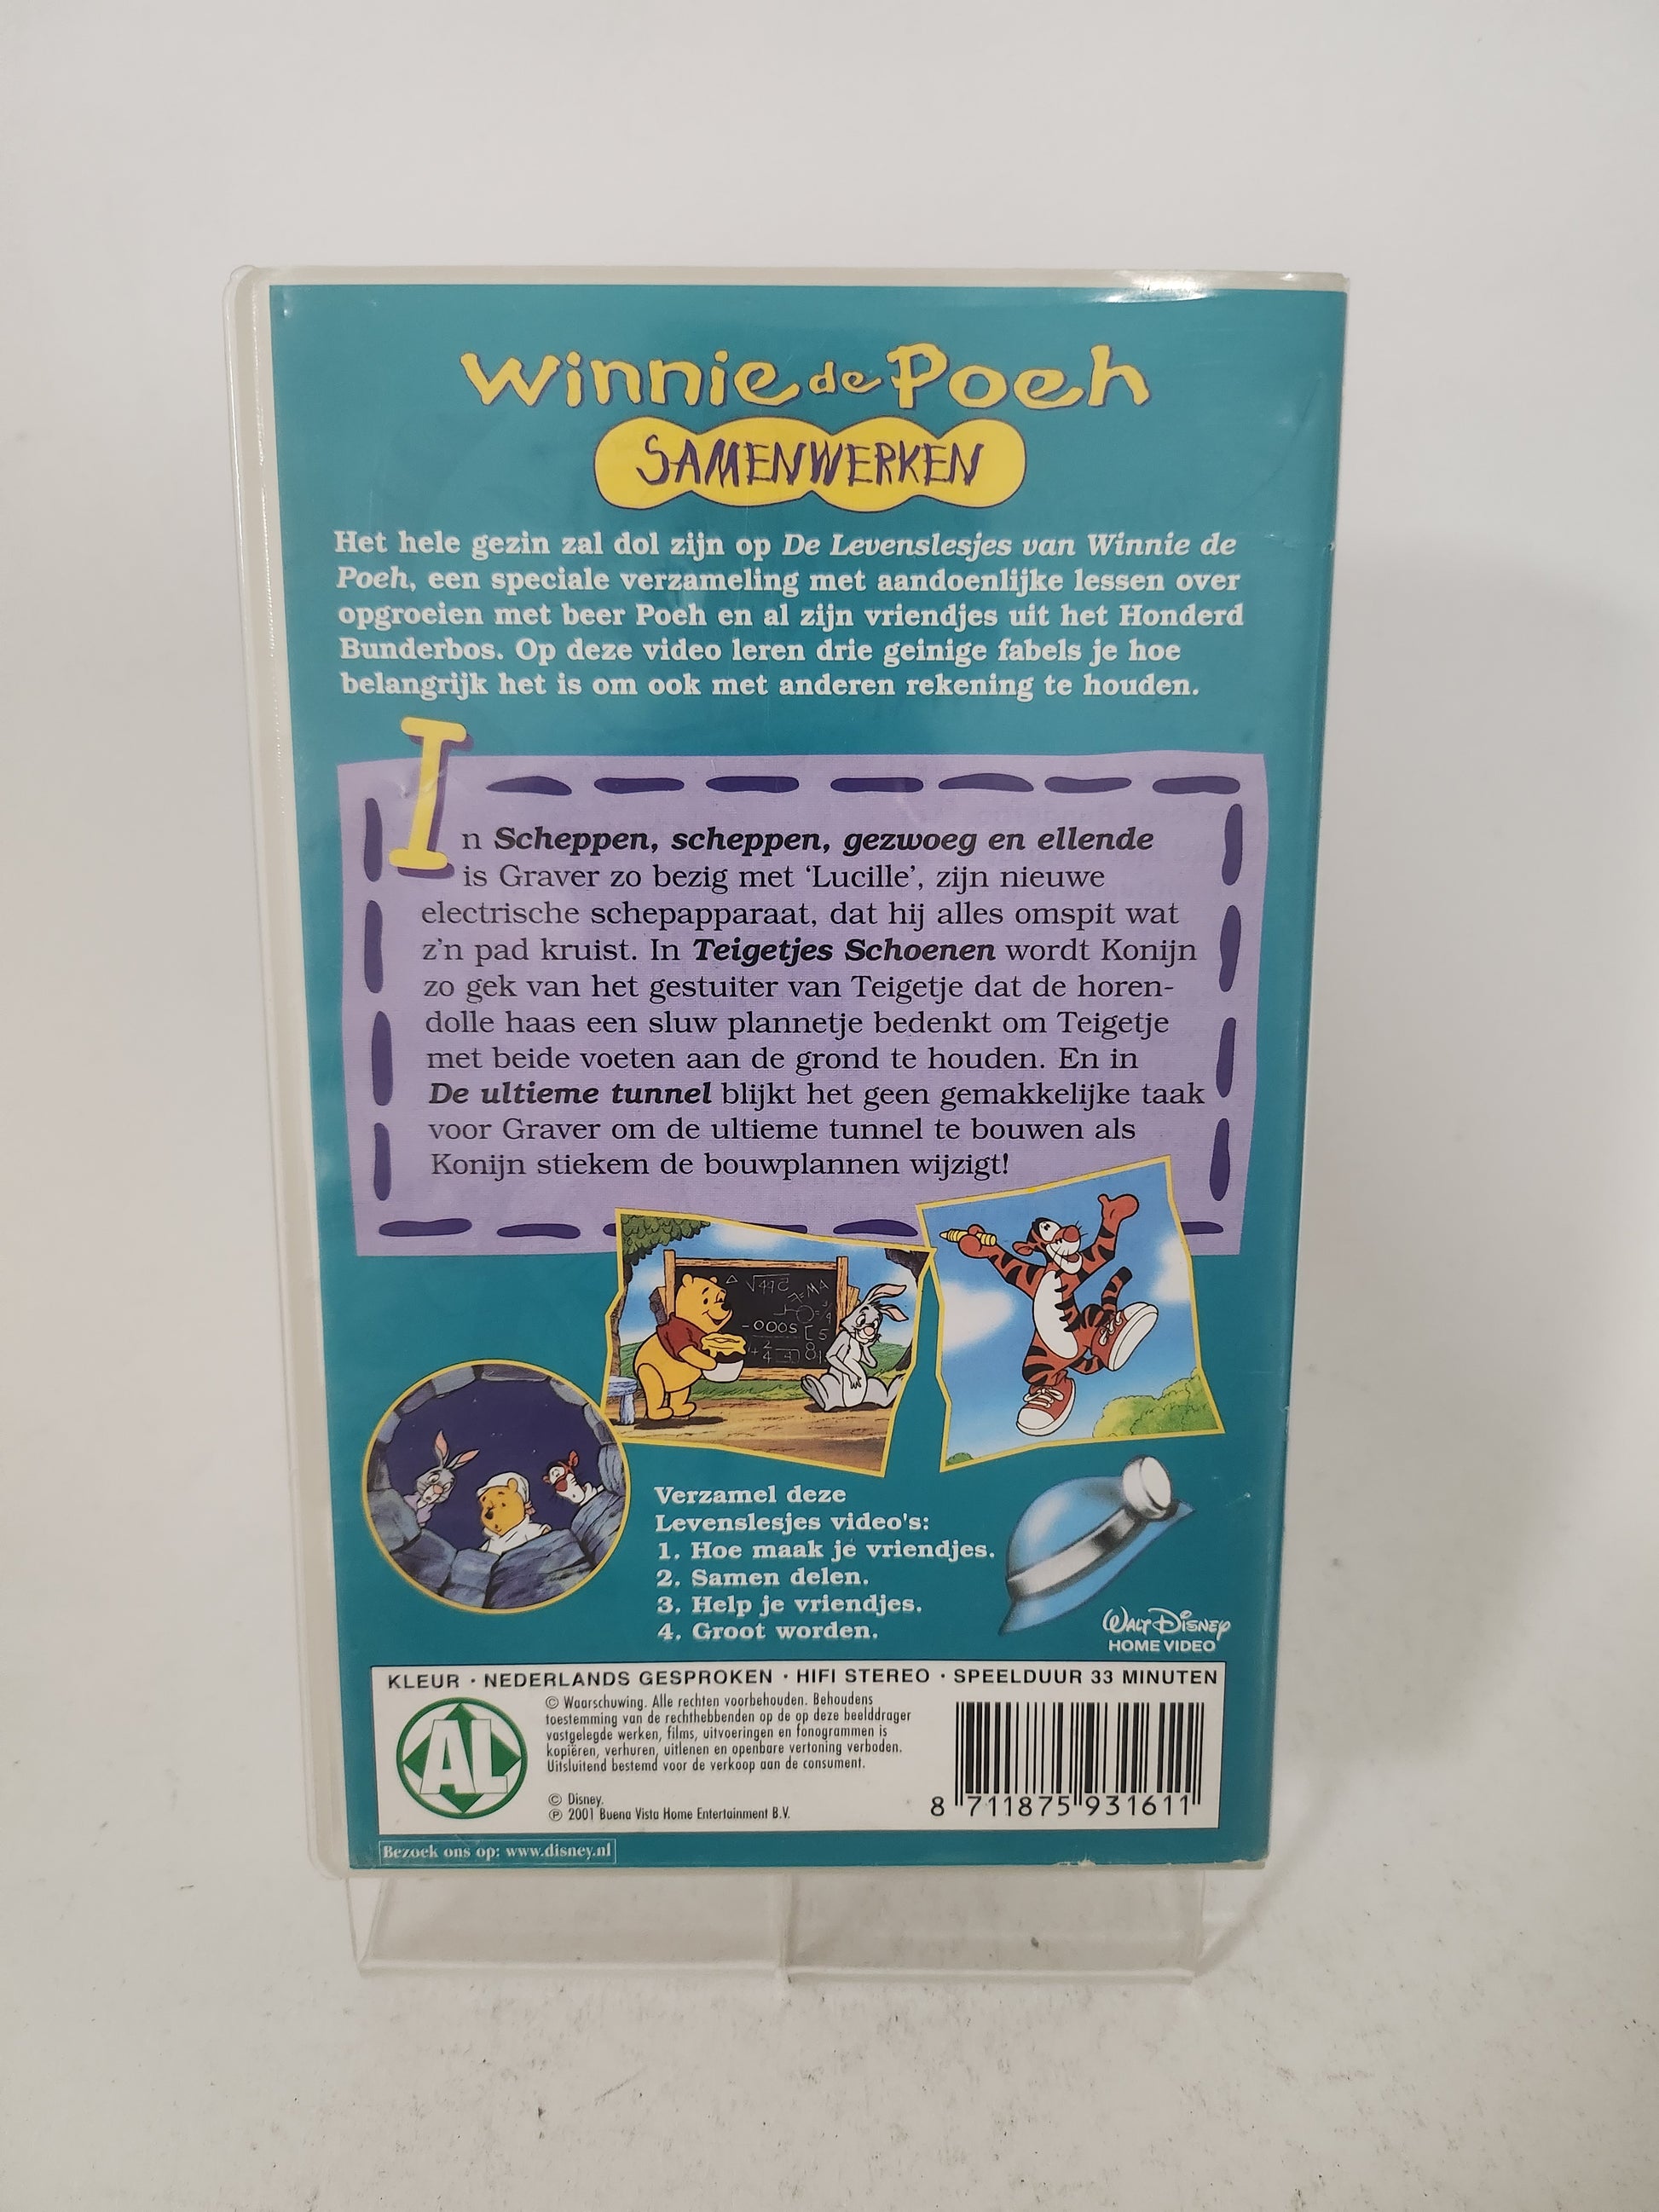 Winnie de Poeh
SAMENWERKEN
Het hele gezin zal dol zijn op De Levenslesjes van Winnie de
Poeh, een speciale verzameling met aandoenlijke lessen over
opgroeien met beer Poeh en al zijn vriendjes uit het Honderd
Bunderbos. Op deze video leren drie geinige fabels je hoe
belangrijk het is om ook met anderen rekening te houden.
In Scheppen, scheppen, gezwoeg en ellende
is Graver zo bezig met ‘Lucille’, zijn nieuwe
electrische schepapparaat, dat hij alles omspit wat
z'n pad kruist. In Teigetjes Schoenen wordt Konijn
zo gek van het gestuiter van Teigetje dat de horen-
dolle haas een sluw plannetje bedenkt om Teigetje
met beide voeten aan de grond te houden. En in
De ultieme tunnel blijkt het geen gemakkelijke taak
voor Graver om de ultieme tunnel te bouwen als
Konijn stiekem de bouwplannen wijzigt!
Verzamel deze
Levenslesjes video's:
1. Hoe maak je vriendjes.
2. Samen delen.
3. Help je vriendjes.
4. Groot worden.
WALT DISNEY
HOME VIDEO
KLEUR · NEDERLANDS GESPROKEN · HIFI STEREO · SPEELDUUR 33 MINUTEN
AL
© Waarschuwing. Alle rechten voorbehouden. Behoudens
toestemming van de rechthebbenden op de op deze beelddrager
vastgelegde werken, films, uitvoeringen en fonogrammen is
kopiëren, verhuren, uitlenen en openbare vertoning verboden.
Uitsluitend bestemd voor de verkoop aan de consument.
© Disney.
℗ 2001 Buena Vista Home Entertainment B.V.
8 711875 931611
Bezoek ons op: www.disney.nl